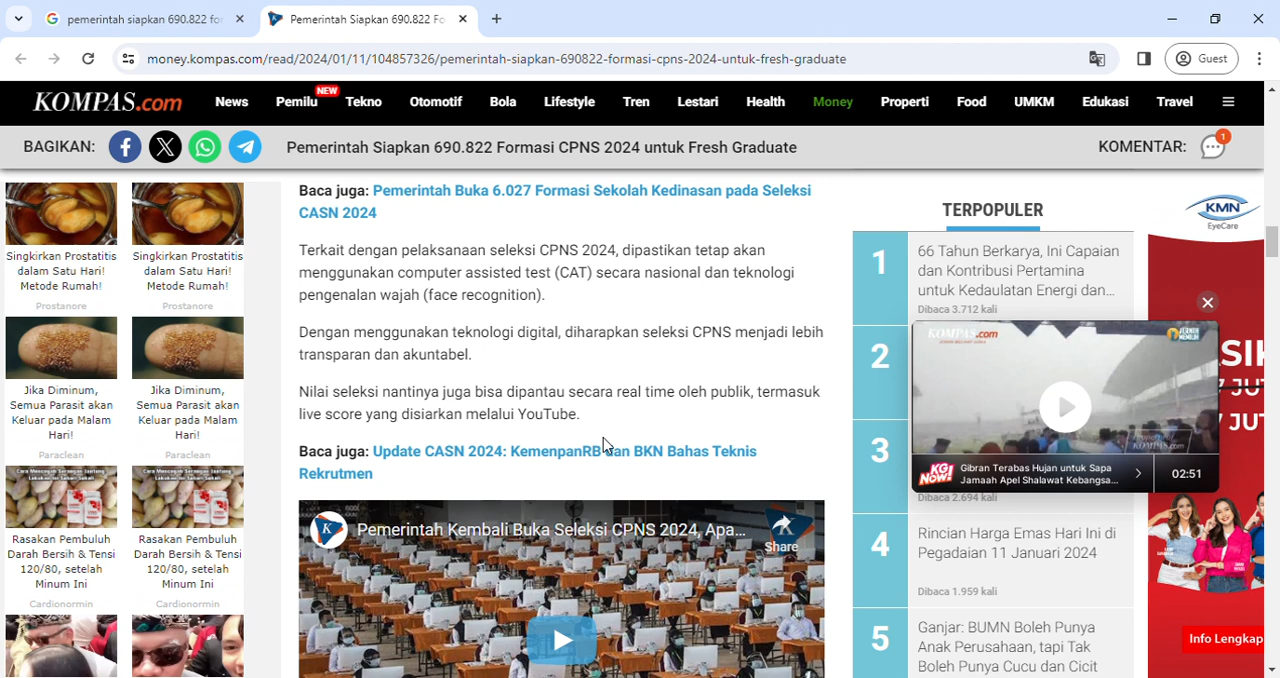 pemerintah siapkan 690.822 fo
Pemerintah Siapkan 690.822 Fo
money.kompas.com/read/2024/01/11/104857326/pemerintah-siapkan-690822-formasi-cpns-2024-untuk-fresh-graduate
Guest
KOMPAS.com
News
Pemilu
NEW
Tekno
Otomotif
Bola
Lifestyle
Tren
Lestari
Health
Money
Properti
Food
UMKM
Edukasi
Travel
BAGIKAN:
Pemerintah Siapkan 690.822 Formasi CPNS 2024 untuk Fresh Graduate
KOMENTAR:
1
Singkirkan Prostatitis
dalam Satu Hari!
Metode Rumah!
Prostanore
Singkirkan Prostatitis
dalam Satu Hari!
Metode Rumah!
Prostanore
Jika Diminum,
Semua Parasit akan
Keluar pada Malam
Hari!
Paraclean
Jika Diminum,
Semua Parasit akan
Keluar pada Malam
Hari!
Paraclean
Rasakan Pembuluh
Darah Bersih & Tensi
120/80, setelah
Minum Ini
Cardionormin
Rasakan Pembuluh
Darah Bersih & Tensi
120/80, setelah
Minum Ini
Cardionormin
Baca juga: Pemerintah Buka 6.027 Formasi Sekolah Kedinasan pada Seleksi
CASN 2024
Terkait dengan pelaksanaan seleksi CPNS 2024, dipastikan tetap akan
menggunakan computer assisted test (CAT) secara nasional dan teknologi
pengenalan wajah (face recognition).
Dengan menggunakan teknologi digital, diharapkan seleksi CPNS menjadi lebih
transparan dan akuntabel.
Nilai seleksi nantinya juga bisa dipantau secara real time oleh publik, termasuk
live score yang disiarkan melalui YouTube.
Baca juga: Update CASN 2024: KemenpanRB dan BKN Bahas Teknis
Rekrutmen
Pemerintah Kembali Buka Seleksi CPNS 2024, Apa...
Share
TERPOPULER
1
66 Tahun Berkarya, Ini Capaian
dan Kontribusi Pertamina
untuk Kedaulatan Energi dan...
Dibaca 3.712 kali
2
3
Dibaca 2.694 kali
4
Rincian Harga Emas Hari Ini di
Pegadaian 11 Januari 2024
Dibaca 1.959 kali
5
Ganjar: BUMN Boleh Punya
Anak Perusahaan, tapi Tak
Boleh Punya Cucu dan Cicit
KOMPAS.com
JERNIH
MEMILIH
KG
NOW!
Gibran Terabas Hujan untuk Sapa
Jamaah Apel Shalawat Kebangsa...
02:51
KMN
EyeCare
SIK
7 JUT
7 JUT
Info Lengkap